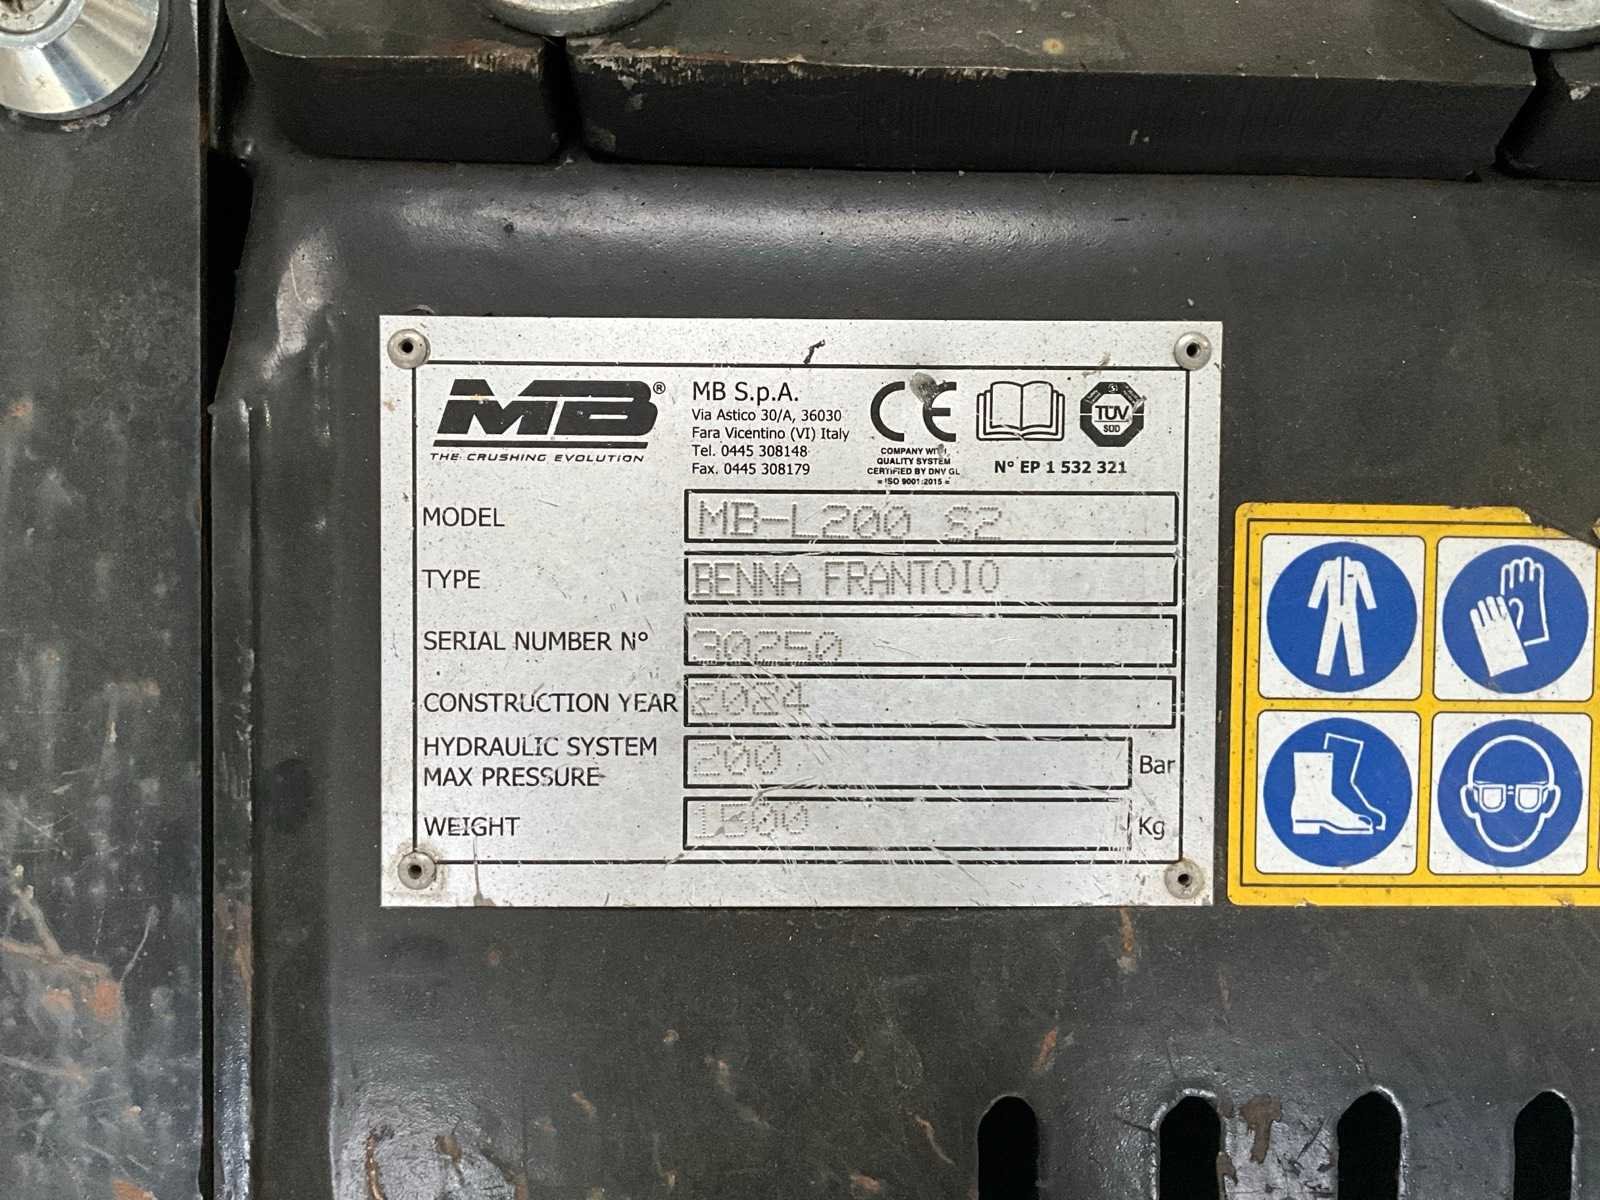 MB®
THE CRUSHING EVOLUTION
MB S.p.A.
Via Astico 30/A, 36030
Fara Vicentino (VI) Italy
Tel. 0445 308148
Fax. 0445 308179
CE
COMPANY WITH
QUALITY SYSTEM
CERTIFIED BY DNV GL
= ISO 9001:2015 =
TÜV
SÜD
N° EP 1 532 321
MODEL MB-L200 S2
TYPE BENNA FRANTOIO
SERIAL NUMBER N° 30250
CONSTRUCTION YEAR 2024
HYDRAULIC SYSTEM
MAX PRESSURE 200 Bar
WEIGHT 1500 Kg